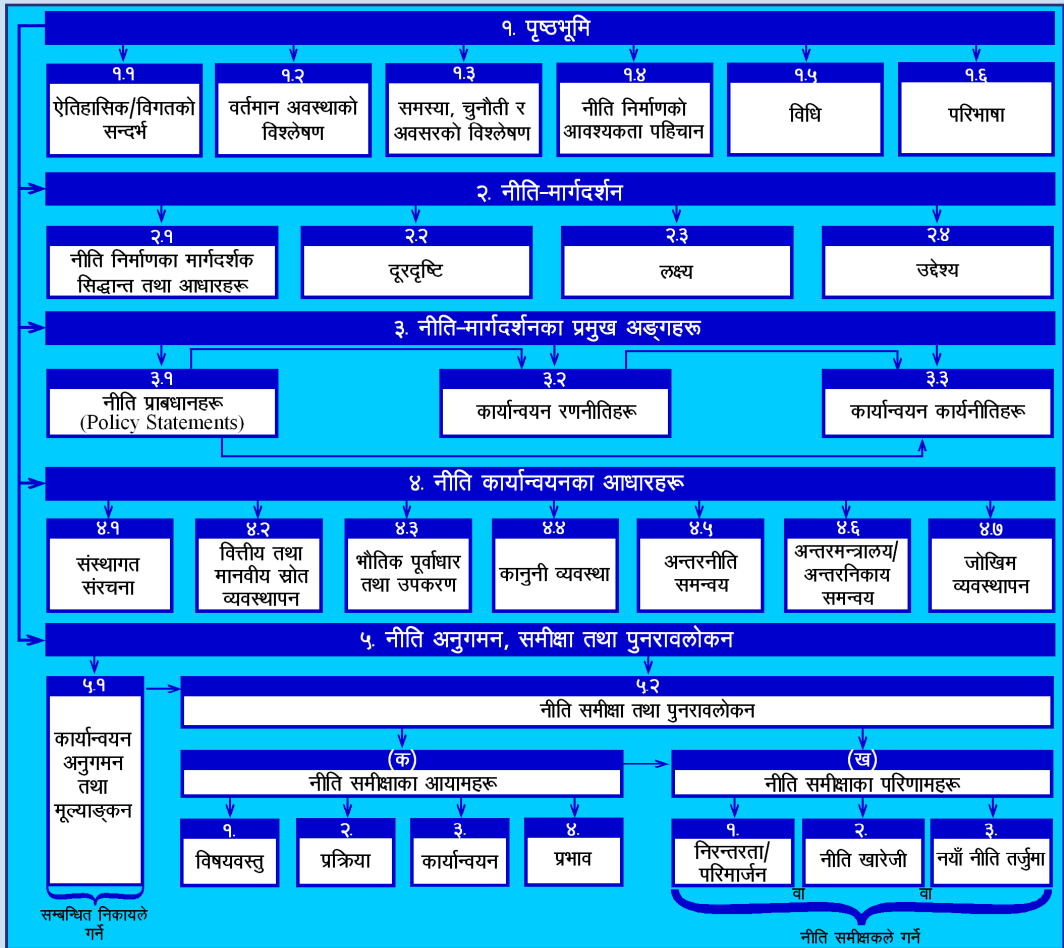 १. पृष्ठभूमि
१.१
ऐतिहासिक/विगतको
सन्दर्भ
१.२
वर्तमान अवस्थाको
विश्लेषण
१.३
समस्या, चुनौती र
अवसरको विश्लेषण
१.४
नीति निर्माणको
आवश्यकता पहिचान
१.५
विधि
१.६
परिभाषा
२. नीति-मार्गदर्शन
२.१
नीति निर्माणका मार्गदर्शक
सिद्धान्त तथा आधारहरू
२.२
दूरदृष्टि
२.३
लक्ष्य
२.४
उद्देश्य
३. नीति-मार्गदर्शनका प्रमुख अङ्गहरू
३.१
नीति प्राबधानहरू
(Policy Statements)
३.२
कार्यान्वयन रणनीतिहरू
३.३
कार्यान्वयन कार्यनीतिहरू
४. नीति कार्यान्वयनका आधारहरू
४.१
संस्थागत
संरचना
४.२
वित्तीय तथा
मानवीय स्रोत
व्यवस्थापन
४.३
भौतिक पूर्वाधार
तथा उपकरण
४.४
कानुनी व्यवस्था
४.५
अन्तरनीति
समन्वय
४.६
अन्तरमन्त्रालय/
अन्तरनिकाय
समन्वय
४.७
जोखिम
व्यवस्थापन
५. नीति अनुगमन, समीक्षा तथा पुनरावलोकन
५.१
कार्यान्वयन
अनुगमन
तथा
मूल्याङ्कन
५.२
नीति समीक्षा तथा पुनरावलोकन
(क)
नीति समीक्षाका आयामहरू
(ख)
नीति समीक्षाका परिणामहरू
१.
विषयवस्तु
२.
प्रक्रिया
३.
कार्यान्वयन
४.
प्रभाव
१.
निरन्तरता/
परिमार्जन
वा
२.
नीति खारेजी
वा
३.
नयाँ नीति तर्जुमा
सम्बन्धित निकायले
गर्ने
नीति समीक्षकले गर्ने